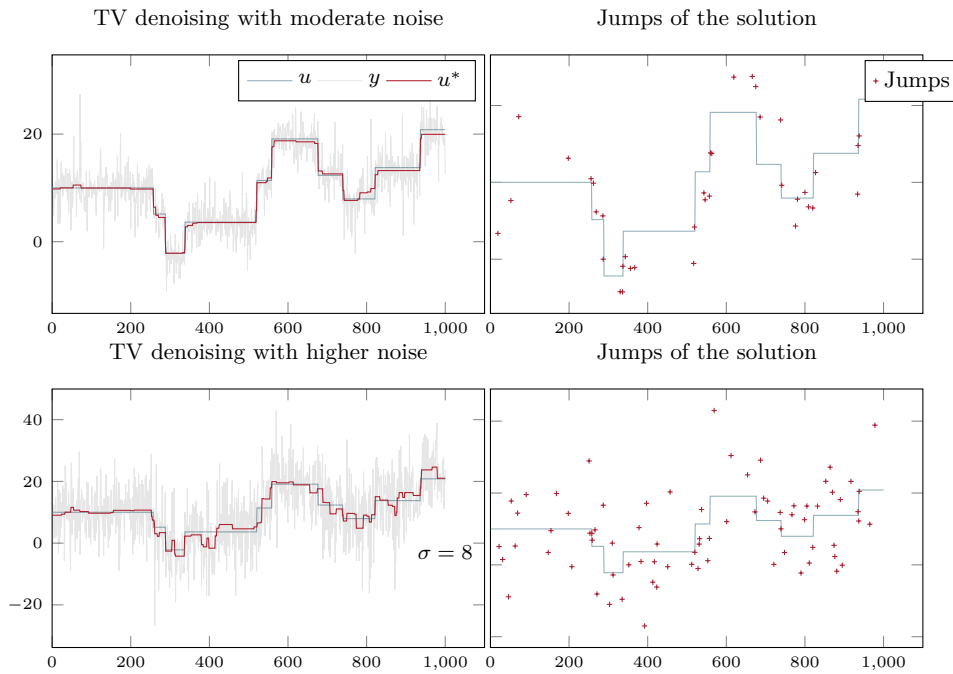 TV denoising with moderate noise
Jumps of the solution
u y u*
Jumps
20
0
0 200 400 600 800 1,000
0 200 400 600 800 1,000
TV denoising with higher noise
Jumps of the solution
40
20
0
−20
σ = 8
0 200 400 600 800 1,000
0 200 400 600 800 1,000